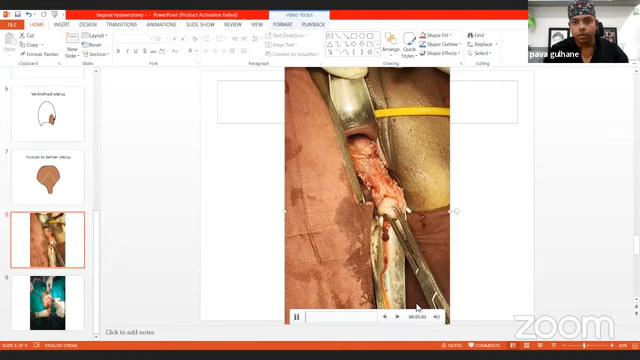 Vaginal hysterectomy - - PowerPoint (Product Activation Failed)
VIDEO TOOLS
FILE
HOME
INSERT
DESIGN
TRANSITIONS
ANIMATIONS
SLIDE SHOW
REVIEW
VIEW
FORMAT
PLAYBACK
Cut
Copy
Format Painter
Paste
New
Slide
Layout
Reset
Section
Text Direction
Align Text
Convert to SmartArt
Arrange
Quick
Styles
Shape Fill
Shape Outline
Shape Effects
Find
Replace
Select
Clipboard
Slides
Font
Paragraph
Drawing
Editing
pava gulhane
6
Ventrofixed uterus
7
Incision to deliver uterus
8
9
00:05.01
Click to add notes
zoom
SLIDE 8 OF 9
ENGLISH (INDIA)
NOTES
COMMENTS